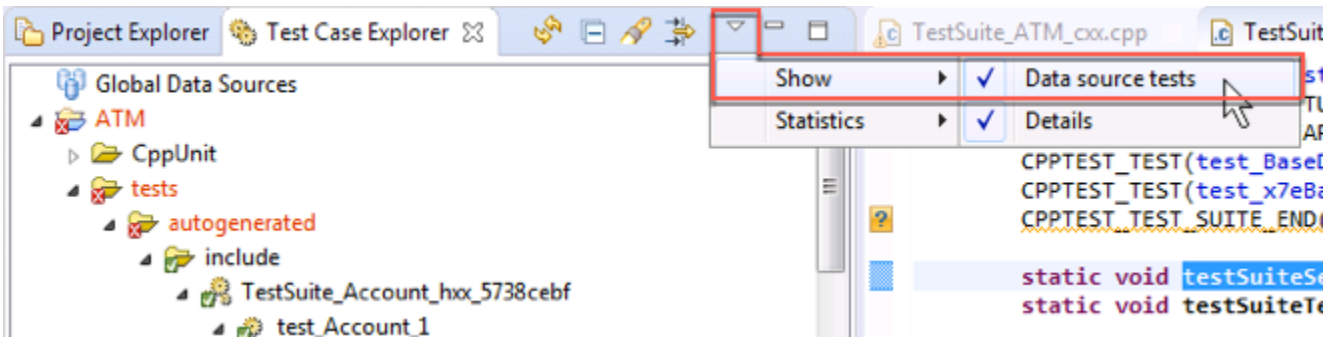 Project Explorer Test Case Explorer TestSuite_ATM_cxx.cpp TestSuit
Global Data Sources
Show Data source tests
ATM
Statistics Details
CppUnit CPPTEST_TEST(test_Base
tests CPPTEST_TEST(test_x7eBa
autogenerated CPPTEST_TEST_SUITE_END(
include
TestSuite_Account_hxx_5738cebf static void testSuiteSe
test_Account_1 static void testSuiteTe